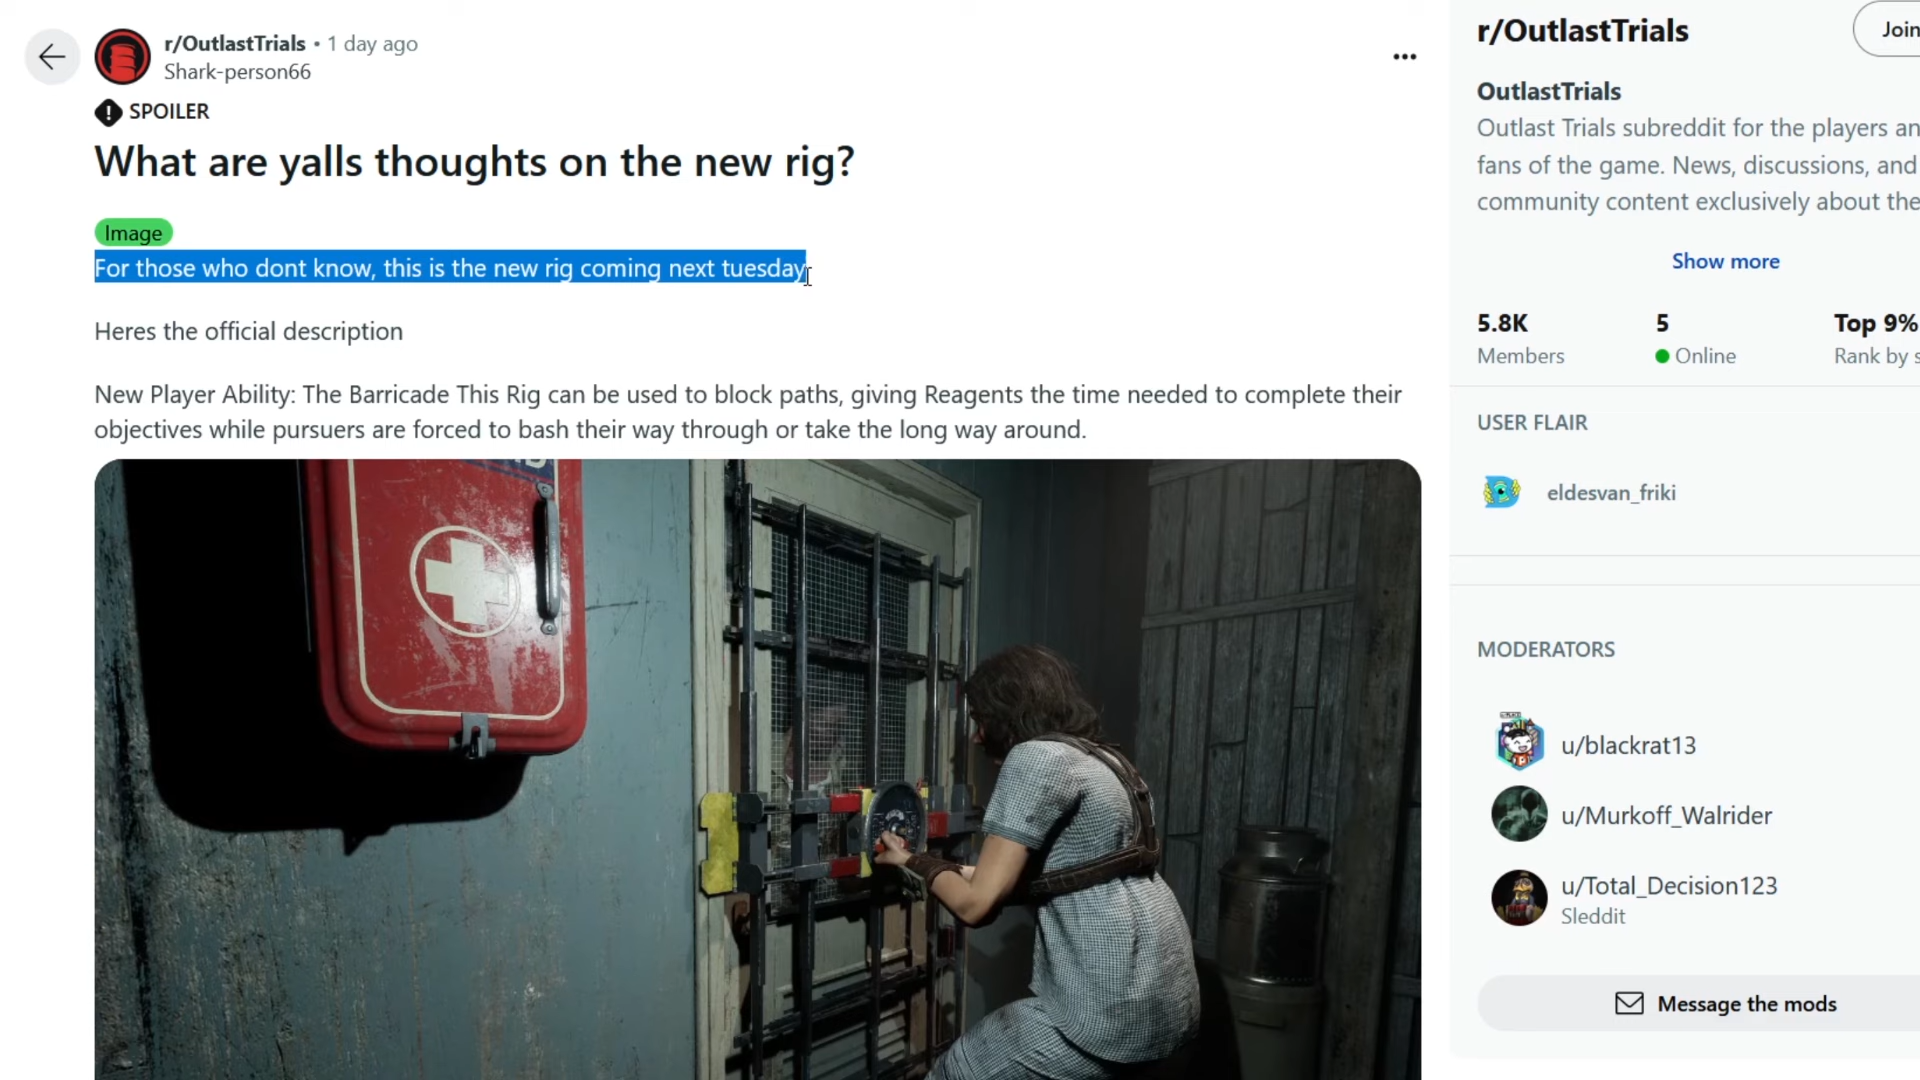 r/OutlastTrials • 1 day ago
Shark-person66
SPOILER
What are yalls thoughts on the new rig?
Image
For those who dont know, this is the new rig coming next tuesday
Heres the official description
New Player Ability: The Barricade This Rig can be used to block paths, giving Reagents the time needed to complete their
objectives while pursuers are forced to bash their way through or take the long way around.
r/OutlastTrials
Join
OutlastTrials
Outlast Trials subreddit for the players an
fans of the game. News, discussions, and
community content exclusively about the
Show more
5.8K
Members
5
Online
Top 9%
Rank by s
USER FLAIR
eldesvan_friki
MODERATORS
u/blackrat13
u/Murkoff_Walrider
u/Total_Decision123
Sleddit
Message the mods